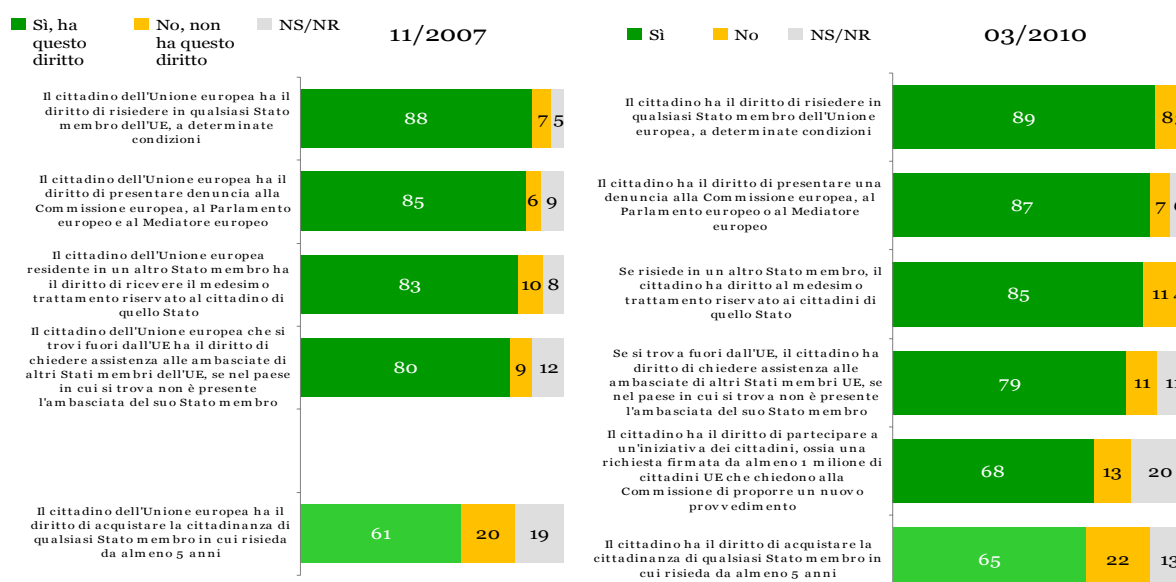 Sì, ha
questo
diritto
No, non
ha questo
diritto
NS/NR
11/2007
Il cittadino dell'Unione europea ha il
diritto di risiedere in qualsiasi Stato
membro dell'UE, a determinate
condizioni
88 7 5
Il cittadino dell'Unione europea ha il
diritto di presentare denuncia alla
Commissione europea, al Parlamento
europeo e al Mediatore europeo
85 6 9
Il cittadino dell'Unione europea
residente in un altro Stato membro ha
il diritto di ricevere il medesimo
trattamento riservato al cittadino di
quello Stato
83 10 8
Il cittadino dell'Unione europea che si
trovi fuori dall'UE ha il diritto di
chiedere assistenza alle ambasciate di
altri Stati membri dell'UE, se nel paese
in cui si trova non è presente
l'ambasciata del suo Stato membro
80 9 12
Il cittadino dell'Unione europea ha il
diritto di acquistare la cittadinanza di
qualsiasi Stato membro in cui risieda
da almeno 5 anni
61 20 19
Sì No NS/NR
03/2010
Il cittadino ha il diritto di risiedere in
qualsiasi Stato membro dell'Unione
europea, a determinate condizioni
89 8
Il cittadino ha il diritto di presentare una
denuncia alla Commissione europea, al
Parlamento europeo o al Mediatore
europeo
87 7
Se risiede in un altro Stato membro, il
cittadino ha diritto al medesimo
trattamento riservato ai cittadini di
quello Stato
85 11
Se si trova fuori dall'UE, il cittadino ha
diritto di chiedere assistenza alle
ambasciate di altri Stati membri UE, se
nel paese in cui si trova non è presente
l'ambasciata del suo Stato membro
79 11
Il cittadino ha il diritto di partecipare a
un'iniziativa dei cittadini, ossia una
richiesta firmata da almeno 1 milione di
cittadini UE che chiedono alla
Commissione di proporre un nuovo
provvedimento
68 13 20
Il cittadino ha il diritto di acquistare la
cittadinanza di qualsiasi Stato membro in
cui risieda da almeno 5 anni
65 22 13